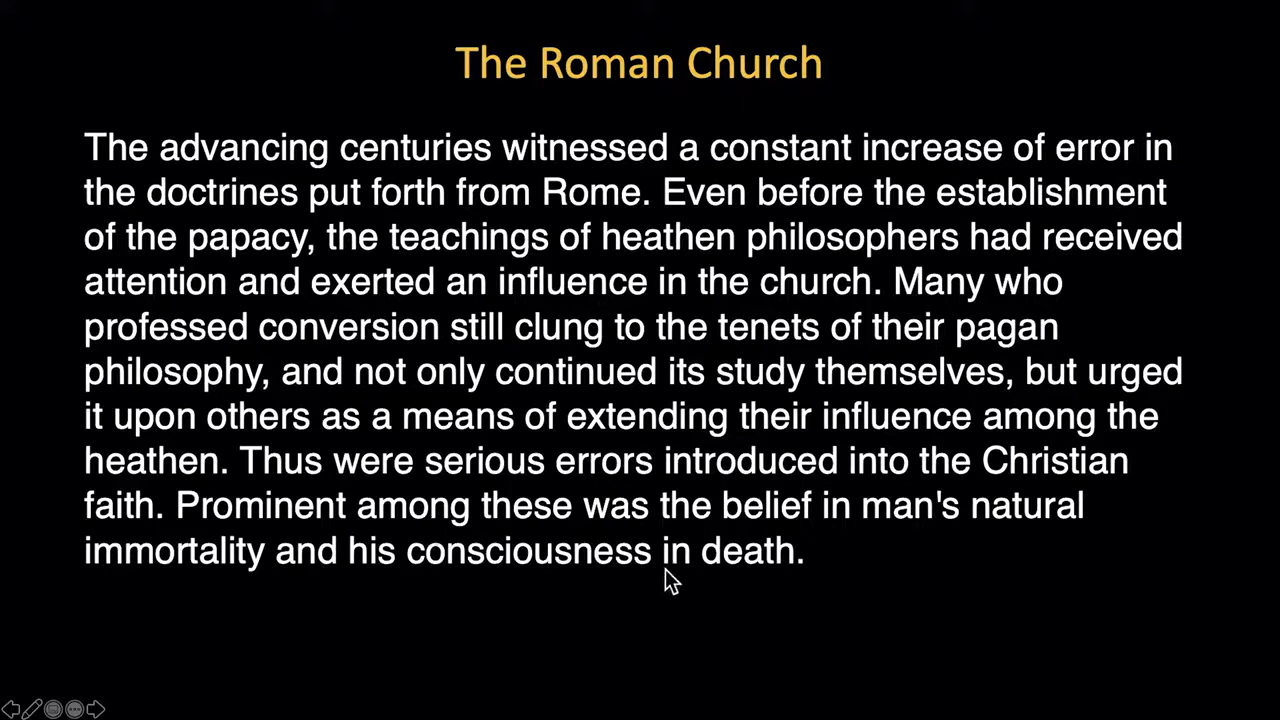 The Roman Church
The advancing centuries witnessed a constant increase of error in
the doctrines put forth from Rome. Even before the establishment
of the papacy, the teachings of heathen philosophers had received
attention and exerted an influence in the church. Many who
professed conversion still clung to the tenets of their pagan
philosophy, and not only continued its study themselves, but urged
it upon others as a means of extending their influence among the
heathen. Thus were serious errors introduced into the Christian
faith. Prominent among these was the belief in man's natural
immortality and his consciousness in death.